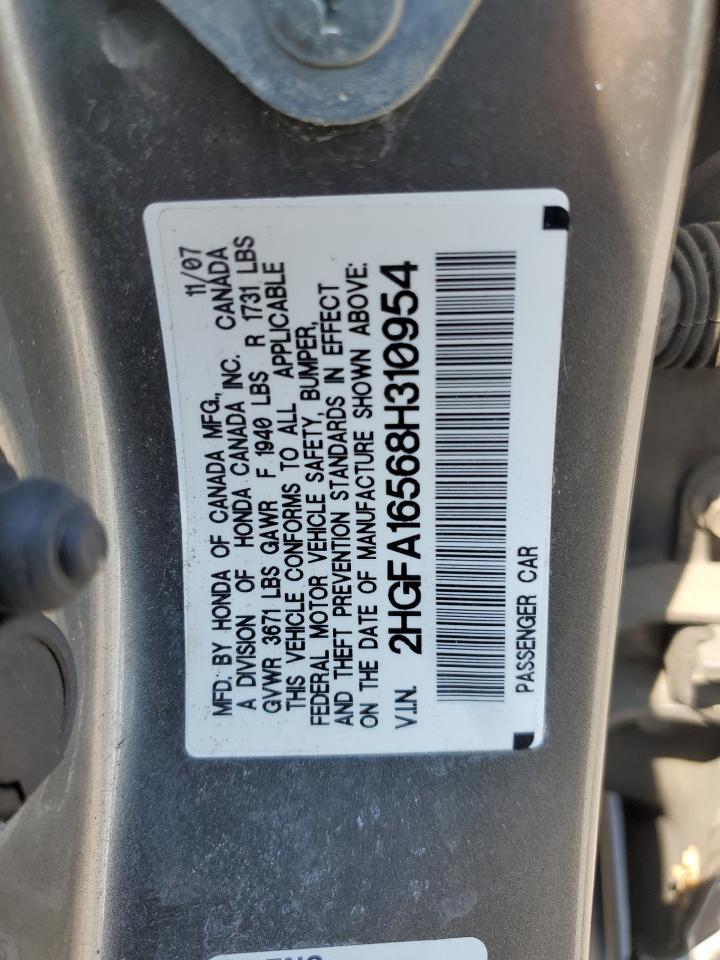 MFD. BY HONDA OF CANADA MFG., 11/07
A DIVISION OF HONDA CANADA INC. CANADA
GVWR 3671 LBS GAWR F 1940 LBS R 1731 LBS
THIS VEHICLE CONFORMS TO ALL APPLICABLE
FEDERAL MOTOR VEHICLE SAFETY, BUMPER,
AND THEFT PREVENTION STANDARDS IN EFFECT
ON THE DATE OF MANUFACTURE SHOWN ABOVE:
V.I.N. 2HGFA16568H310954
PASSENGER CAR